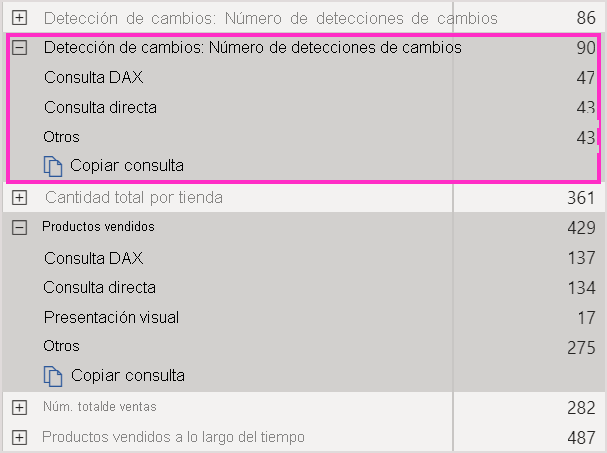 Detección de cambios: Número de detecciones de cambios 86
Detección de cambios: Número de detecciones de cambios 90
Consulta DAX 47
Consulta directa 43
Otros 43
Copiar consulta
Cantidad total por tienda 361
Productos vendidos 429
Consulta DAX 137
Consulta directa 134
Presentación visual 17
Otros 275
Copiar consulta
Núm. totalde ventas 282
Productos vendidos a lo largo del tiempo 487